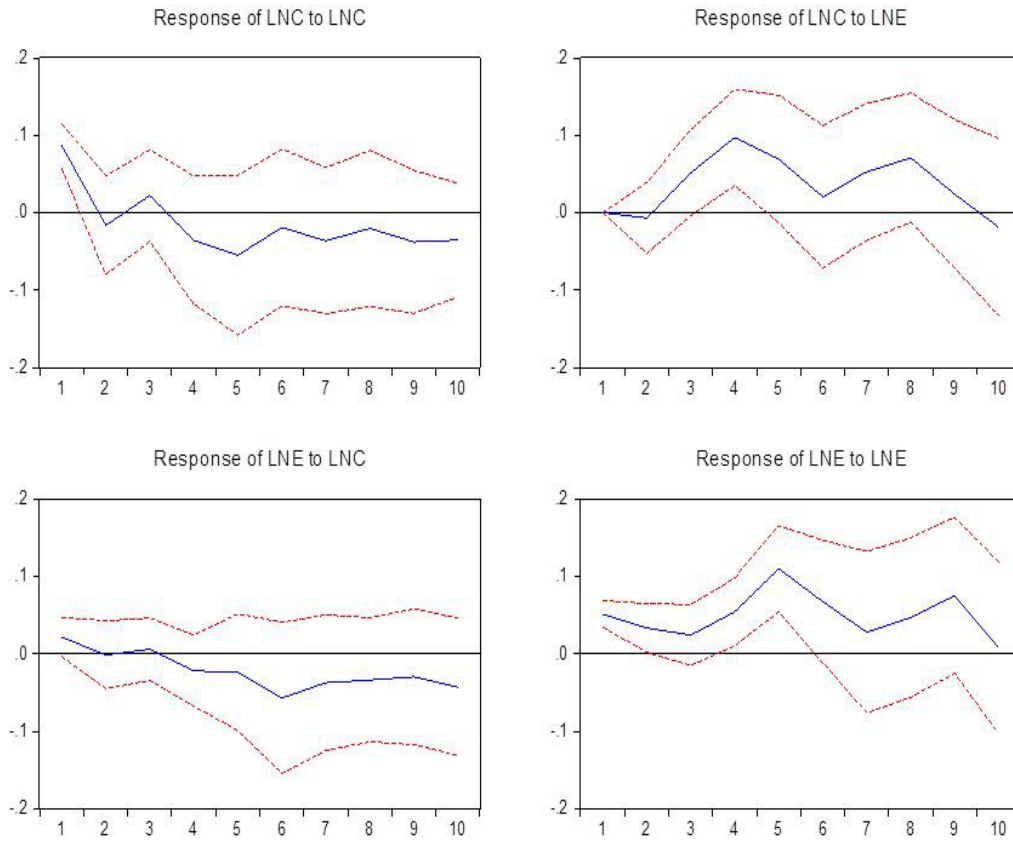 Response of LNC to LNC
.2
.1
.0
-.1
-.2
1 2 3 4 5 6 7 8 9 10
Response of LNC to LNE
.2
.1
.0
-.1
-.2
1 2 3 4 5 6 7 8 9 10
Response of LNE to LNC
.2
.1
.0
-.1
-.2
1 2 3 4 5 6 7 8 9 10
Response of LNE to LNE
.2
.1
.0
-.1
-.2
1 2 3 4 5 6 7 8 9 10